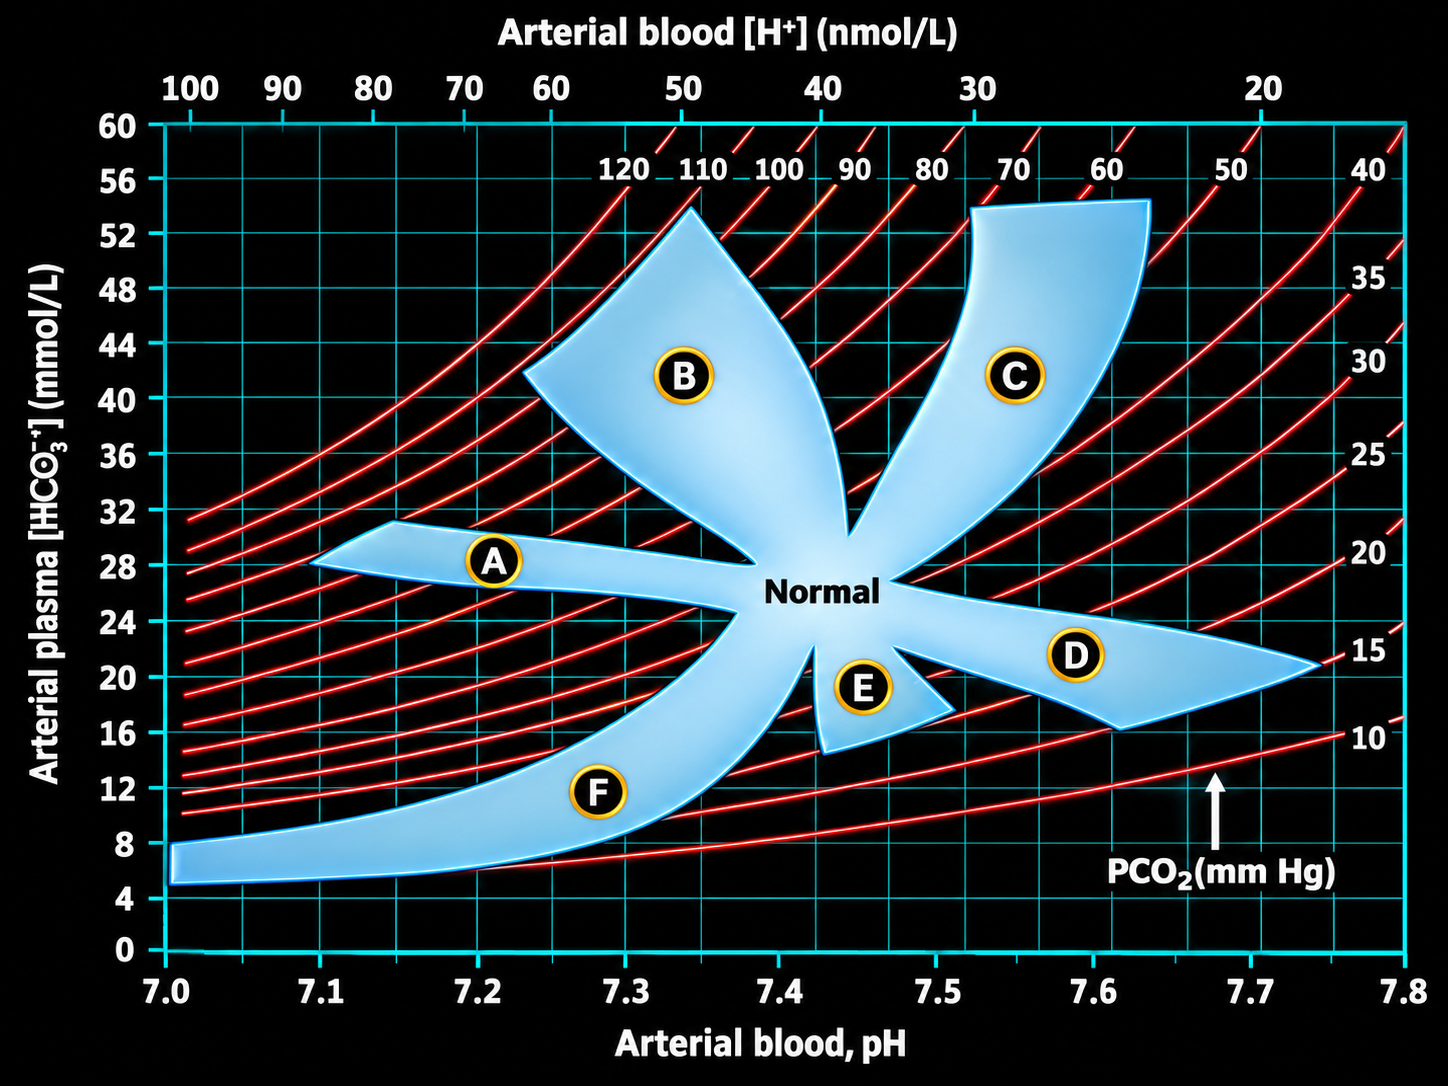 Arterial blood [H⁺] (nmol/L)
100 90 80 70 60 50 40 30 20
60
120 110 100 90 80 70 60 50 40
56
52
35
48
44
30
B C
40
25
36
32
20
A
28
Normal
24
D 15
20
E
16
10
F
12
8
PCO₂(mm Hg)
4
0
7.0 7.1 7.2 7.3 7.4 7.5 7.6 7.7 7.8
Arterial blood, pH
Arterial plasma (mmol/L)